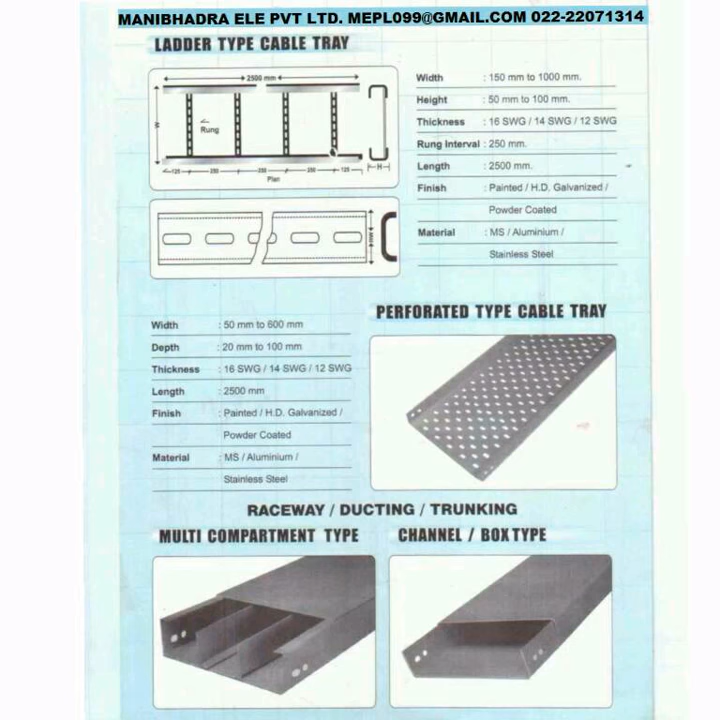 MANIBHADRA ELE PVT LTD. MEPL099@GMAIL.COM 022-22071314
LADDER TYPE CABLE TRAY
2500 mm
W
Rung
125 250 250 250 125
Plan
H
Width : 150 mm to 1000 mm.
Height : 50 mm to 100 mm.
Thickness : 16 SWG / 14 SWG / 12 SWG
Rung Interval : 250 mm.
Length : 2500 mm.
Finish : Painted / H.D. Galvanized /
Powder Coated
Material : MS / Aluminium /
Stainless Steel
PERFORATED TYPE CABLE TRAY
Width : 50 mm to 600 mm
Depth : 20 mm to 100 mm
Thickness : 16 SWG / 14 SWG / 12 SWG
Length : 2500 mm
Finish : Painted / H.D. Galvanized /
Powder Coated
Material : MS / Aluminium /
Stainless Steel
RACEWAY / DUCTING / TRUNKING
MULTI COMPARTMENT TYPE
CHANNEL / BOX TYPE